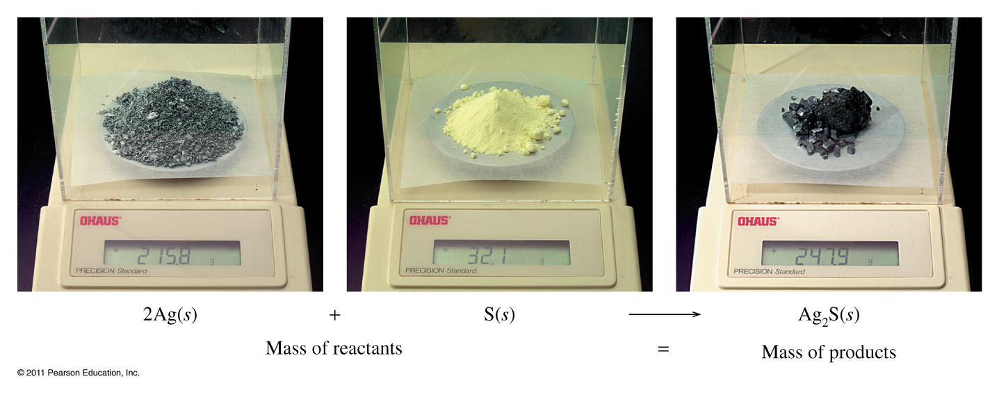 OHAUS®
* 215.8 g
PRECISION Standard
OHAUS®
* 32.1 g
PRECISION Standard
OHAUS®
* 247.9 g
PRECISION Standard
2Ag(s) + S(s) ⟶ Ag₂S(s)
Mass of reactants = Mass of products
© 2011 Pearson Education, Inc.